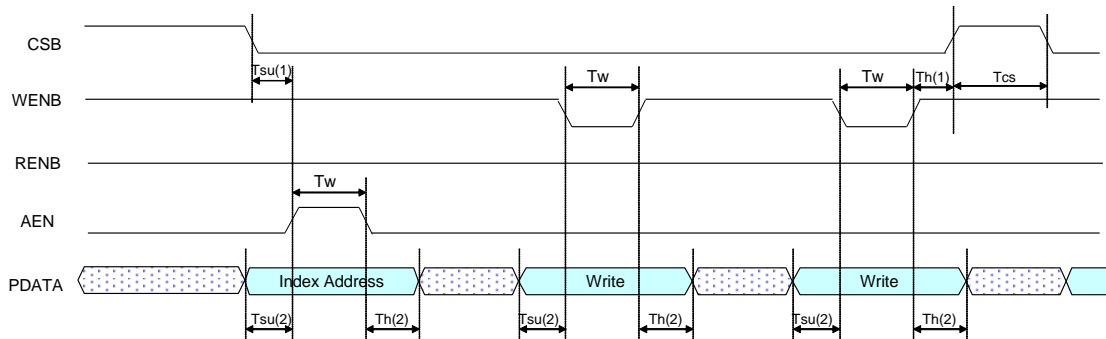 CSB
Tsu(1)
Tw
Tw
Th(1)
Tcs
WENB
RENB
Tw
AEN
PDATA
Index Address
Write
Write
Tsu(2)
Th(2)
Tsu(2)
Th(2)
Tsu(2)
Th(2)